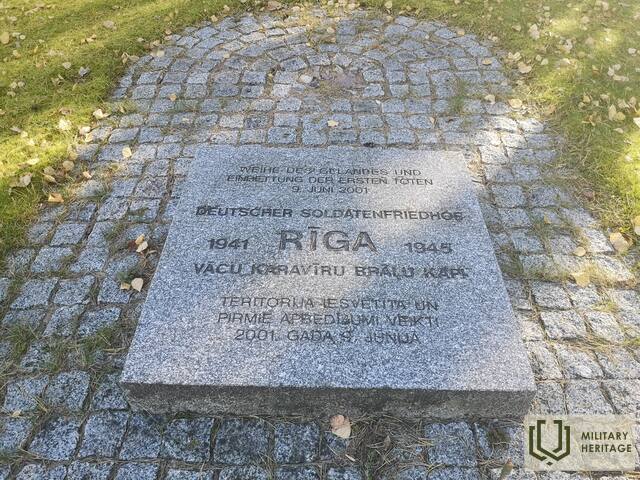 WEIHE DES GELÄNDES UND
EINBETTUNG DER ERSTEN TOTEN
9. JUNI 2001
DEUTSCHER SOLDATENFRIEDHOF
1941 RĪGA 1945
VĀCU KARAVĪRU BRĀĻU KAPI
TERITORIJA IESVĒTĪTA UN
PIRMIE APBEDĪJUMI VEIKTI
2001. GADA 9. JŪNIJĀ
MILITARY
HERITAGE